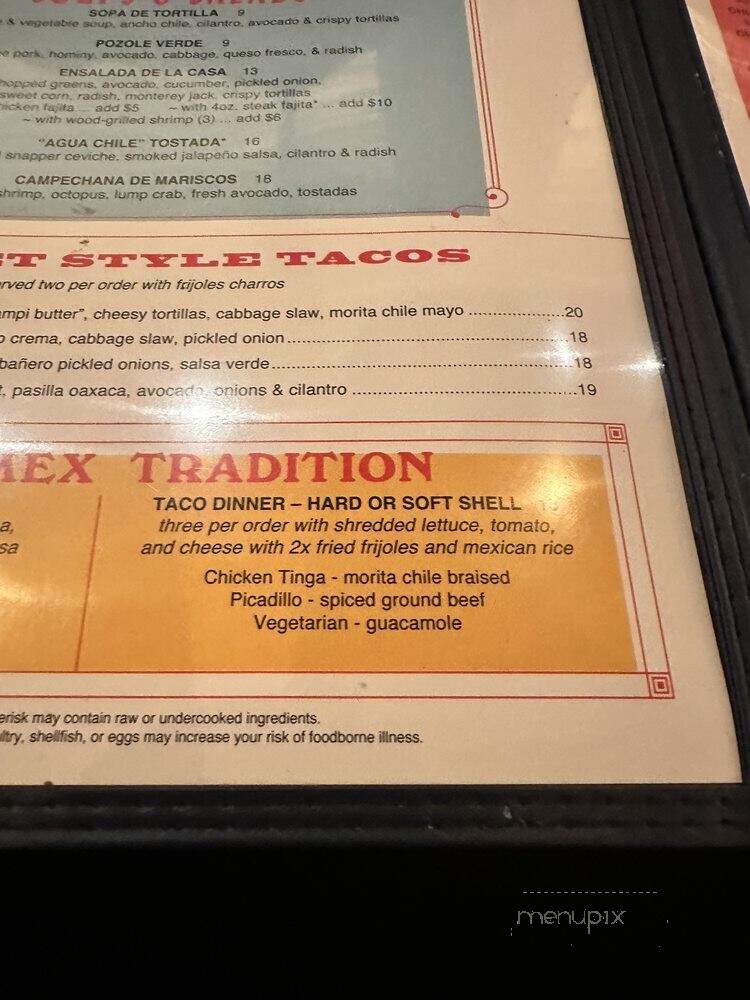 SOUPS & SALADS
SOPA DE TORTILLA 9
& vegetable soup, ancho chile, cilantro, avocado & crispy tortillas
POZOLE VERDE 9
pork, hominy, avocado, cabbage, queso fresco, & radish
ENSALADA DE LA CASA 13
hopped greens, avocado, cucumber, pickled onion,
sweet corn, radish, monterey jack, crispy tortillas
hicken fajita ... add $5 ~ with 4oz. steak fajita* ... add $10
~ with wood-grilled shrimp (3) ... add $6
"AGUA CHILE" TOSTADA* 16
snapper ceviche, smoked jalapeño salsa, cilantro & radish
CAMPECHANA DE MARISCOS 18
shrimp, octopus, lump crab, fresh avocado, tostadas
ET STYLE TACOS
rved two per order with frijoles charros
mpi butter", cheesy tortillas, cabbage slaw, morita chile mayo ...................20
o crema, cabbage slaw, pickled onion.........................................................18
bañero pickled onions, salsa verde............................................................18
t, pasilla oaxaca, avocado, onions & cilantro .............................................19
MEX TRADITION
TACO DINNER – HARD OR SOFT SHELL
three per order with shredded lettuce, tomato,
a,
and cheese with 2x fried frijoles and mexican rice
sa
Chicken Tinga - morita chile braised
Picadillo - spiced ground beef
Vegetarian - guacamole
erisk may contain raw or undercooked ingredients.
ltry, shellfish, or eggs may increase your risk of foodborne illness.
menupix